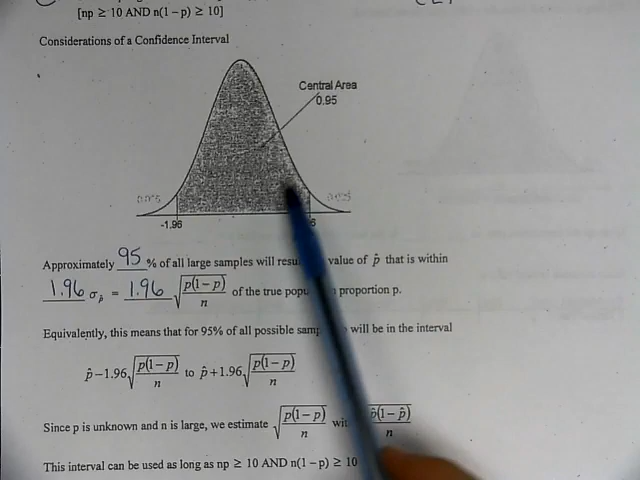 [np ≥ 10 AND n(1 – p) ≥ 10]
Considerations of a Confidence Interval
Central Area
0.95
-1.96
Approximately 95 % of all large samples will value of p̂ that is within
1.96 σp̂ = 1.96 √(p(1 – p)/n) of the true proportion p.
Equivalently, this means that for 95% of all possible will be in the interval
p̂ – 1.96√(p(1 – p)/n) to p̂ + 1.96√(p(1 – p)/n)
Since p is unknown and n is large, we estimate √(p(1 – p)/n) p̂(1 – p̂)/n
This interval can be used as long as np ≥ 10 AND n(1 – p) ≥ 10